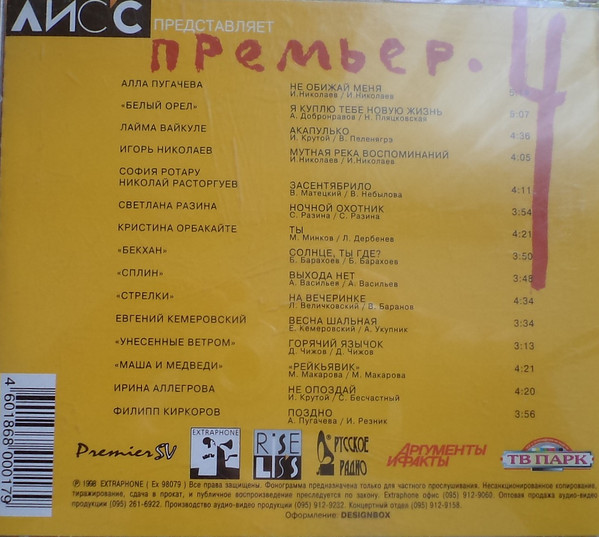 ЛИС'С ПРЕДСТАВЛЯЕТ
ПРЕМЬЕР. 4
АЛЛА ПУГАЧЕВА НЕ ОБИЖАЙ МЕНЯ
И.Николаев / И.Николаев
«БЕЛЫЙ ОРЕЛ» Я КУПЛЮ ТЕБЕ НОВУЮ ЖИЗНЬ 5:07
А. Добронравов / Н. Пляцковская
ЛАЙМА ВАЙКУЛЕ АКАПУЛЬКО 4:36
И. Крутой / В. Пеленягрэ
ИГОРЬ НИКОЛАЕВ МУТНАЯ РЕКА ВОСПОМИНАНИЙ 4:05
И.Николаев / И.Николаев
СОФИЯ РОТАРУ
НИКОЛАЙ РАСТОРГУЕВ ЗАСЕНТЯБРИЛО 4:11
В. Матецкий / В. Небылова
СВЕТЛАНА РАЗИНА НОЧНОЙ ОХОТНИК 3:54
С. Разина / С. Разина
КРИСТИНА ОРБАКАЙТЕ ТЫ 4:21
М. Минков / Л. Дербенев
«БЕКХАН» СОЛНЦЕ, ТЫ ГДЕ? 3:50
Б. Барахоев / Б. Барахоев
«СПЛИН» ВЫХОДА НЕТ 3:48
А. Васильев / А. Васильев
«СТРЕЛКИ» НА ВЕЧЕРИНКЕ 4:34
Л. Величковский / В. Баранов
ЕВГЕНИЙ КЕМЕРОВСКИЙ ВЕСНА ШАЛЬНАЯ 3:34
Е. Кемеровский / А. Укупник
«УНЕСЕННЫЕ ВЕТРОМ» ГОРЯЧИЙ ЯЗЫЧОК 3:13
Д. Чижов / Д. Чижов
«МАША И МЕДВЕДИ» «РЕЙКЬЯВИК» 4:21
М. Макарова / М. Макарова
ИРИНА АЛЛЕГРОВА НЕ ОПОЗДАЙ 4:20
И. Крутой / С. Бесчастный
ФИЛИПП КИРКОРОВ ПОЗДНО 3:56
А. Пугачева / И. Резник
4601868000179
Premier SV EXTRAPHONE RiSE LISS РУССКОЕ РАДИО АРГУМЕНТЫ И ФАКТЫ ТВ ПАРК
℗ 1998 EXTRAPHONE ( Ex 98079 ) Все права защищены. Фонограмма предназначена только для частного прослушивания. Несанкционированное копирование,
тиражирование, сдача в прокат, и публичное воспроизведение преследуется по закону. Extraphone офис (095) 912-9060. Оптовая продажа аудио-видео
продукции (095) 261-6922. Производство аудио-видео продукции (095) 912-9232. Концертный отдел (095) 912-9158.
Оформление: DESIGNBOX